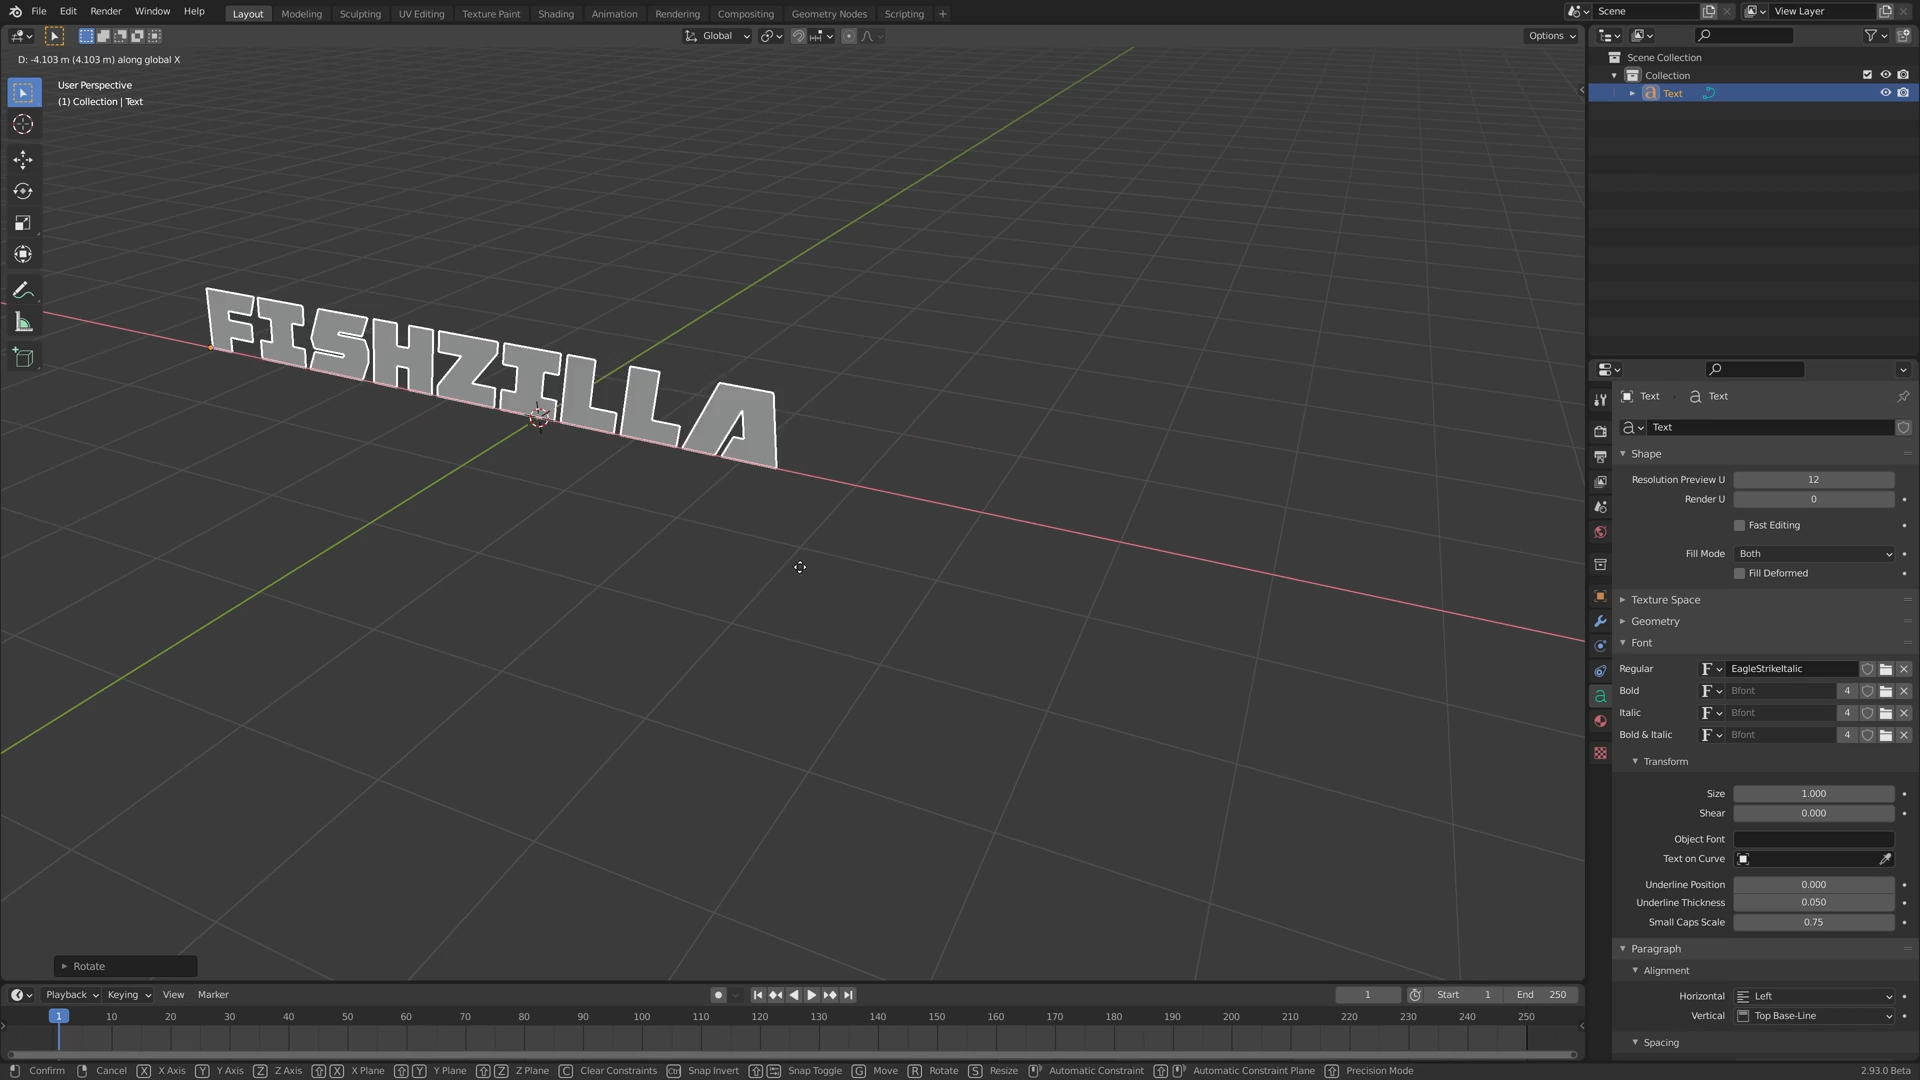 File Edit Render Window Help Layout Modeling Sculpting UV Editing Texture Paint Shading Animation Rendering Compositing Geometry Nodes Scripting Scene View Layer
Global Options
D: -4.103 m (4.103 m) along global X
User Perspective
(1) Collection | Text
FISHZILLA
Rotate
Scene Collection
Collection
Text
Text Text
Text
Shape
Resolution Preview U 12
Render U 0
Fast Editing
Fill Mode Both
Fill Deformed
Texture Space
Geometry
Font
Regular EagleStrikeItalic
Bold Bfont 4
Italic Bfont 4
Bold & Italic Bfont 4
Transform
Size 1.000
Shear 0.000
Object Font
Text on Curve
Underline Position 0.000
Underline Thickness 0.050
Small Caps Scale 0.75
Paragraph
Alignment
Horizontal Left
Vertical Top Base-Line
Spacing
Playback Keying View Marker 1 Start 1 End 250
1 10 20 30 40 50 60 70 80 90 100 110 120 130 140 150 160 170 180 190 200 210 220 230 240 250
Confirm Cancel X X Axis Y Y Axis Z Z Axis X X Plane Y Y Plane Z Z Plane C Clear Constraints Ctrl Snap Invert Snap Toggle G Move R Rotate S Resize Automatic Constraint Automatic Constraint Plane Precision Mode 2.93.0 Beta